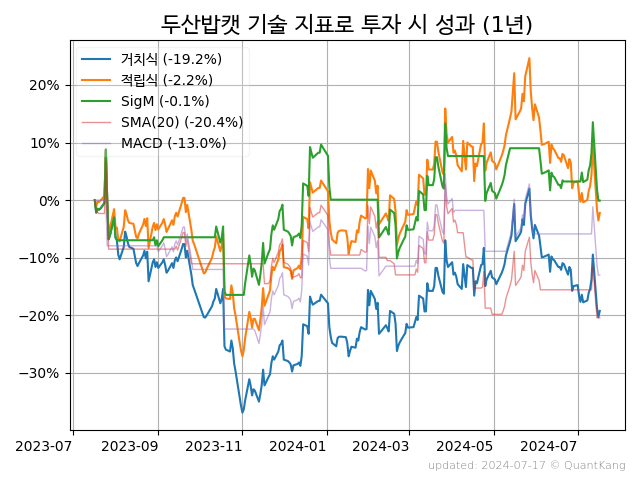 두산밥캣 기술 지표로 투자 시 성과 (1년)
거치식 (-19.2%)
적립식 (-2.2%)
SigM (-0.1%)
SMA(20) (-20.4%)
MACD (-13.0%)
20%
10%
0%
−10%
−20%
−30%
2023-07
2023-09
2023-11
2024-01
2024-03
2024-05
2024-07
updated: 2024-07-17 © QuantKang